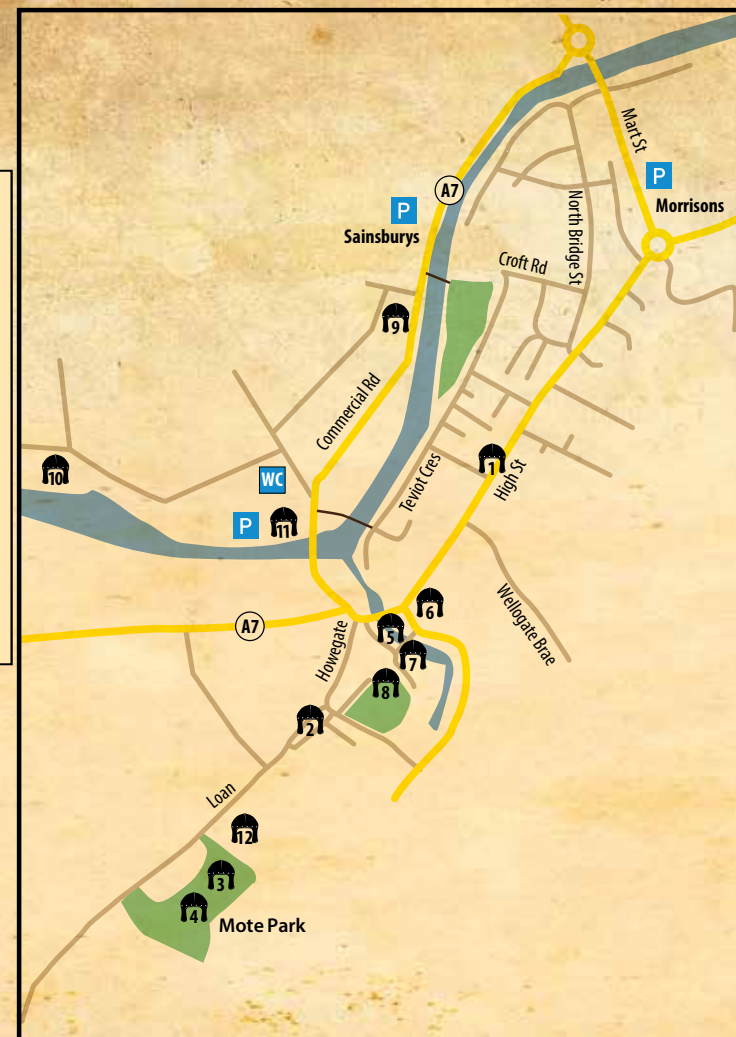 Mart St
P
Morrisons
A7
P
Sainsburys
North Bridge St
Croft Rd
9
Commercial Rd
10
WC
Teviot Cres
1
High St
P
11
Wellogate Brae
A7
6
5
7
Howegate
8
2
Loan
12
3
4
Mote Park